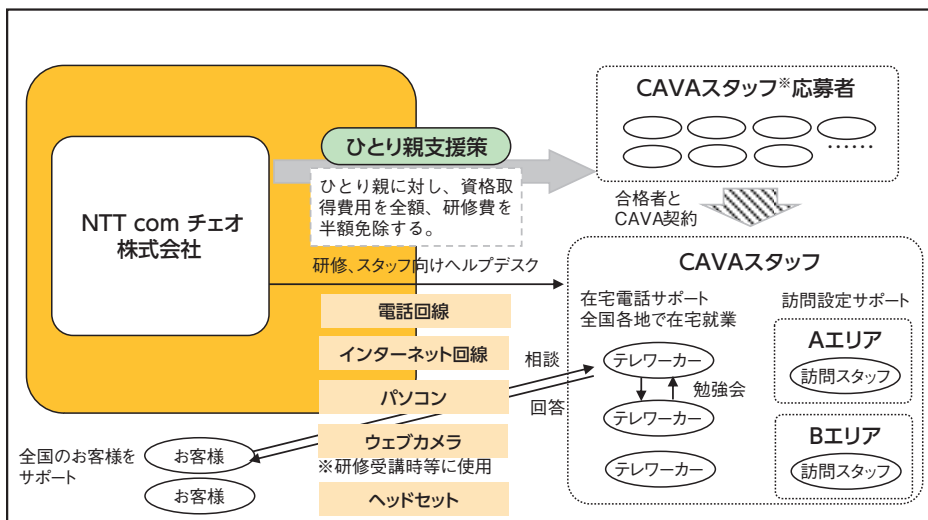 NTT com チェオ
株式会社
ひとり親支援策
ひとり親に対し、資格取
得費用を全額、研修費を
半額免除する。
CAVAスタッフ※応募者
……
合格者と
CAVA契約
研修、スタッフ向けヘルプデスク
電話回線
インターネット回線
パソコン
ウェブカメラ
※研修受講時等に使用
ヘッドセット
相談
回答
CAVAスタッフ
在宅電話サポート
全国各地で在宅就業
テレワーカー
勉強会
テレワーカー
テレワーカー
訪問設定サポート
Aエリア
訪問スタッフ
Bエリア
訪問スタッフ
全国のお客様を
サポート
お客様
お客様